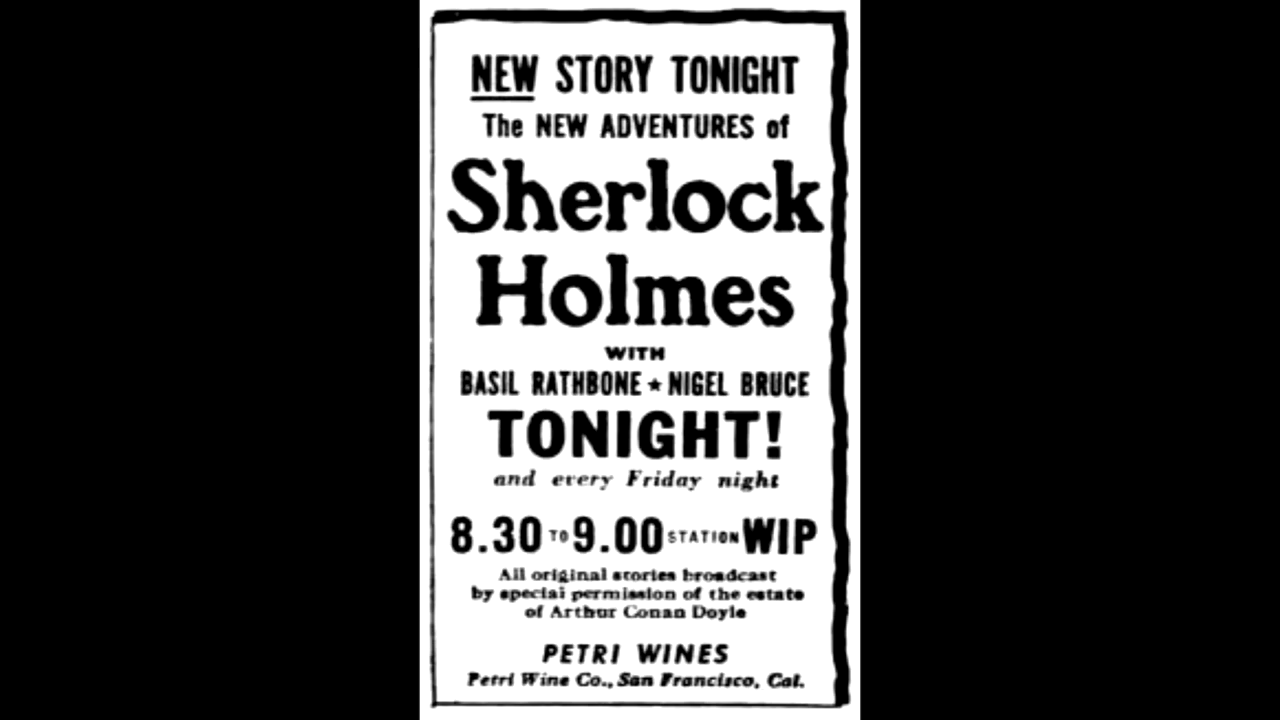 NEW STORY TONIGHT
The NEW ADVENTURES of
Sherlock
Holmes
WITH
BASIL RATHBONE ★ NIGEL BRUCE
TONIGHT!
and every Friday night
8.30 TO 9.00 STATION WIP
All original stories broadcast
by special permission of the estate
of Arthur Conan Doyle
PETRI WINES
Petri Wine Co., San Francisco, Cal.